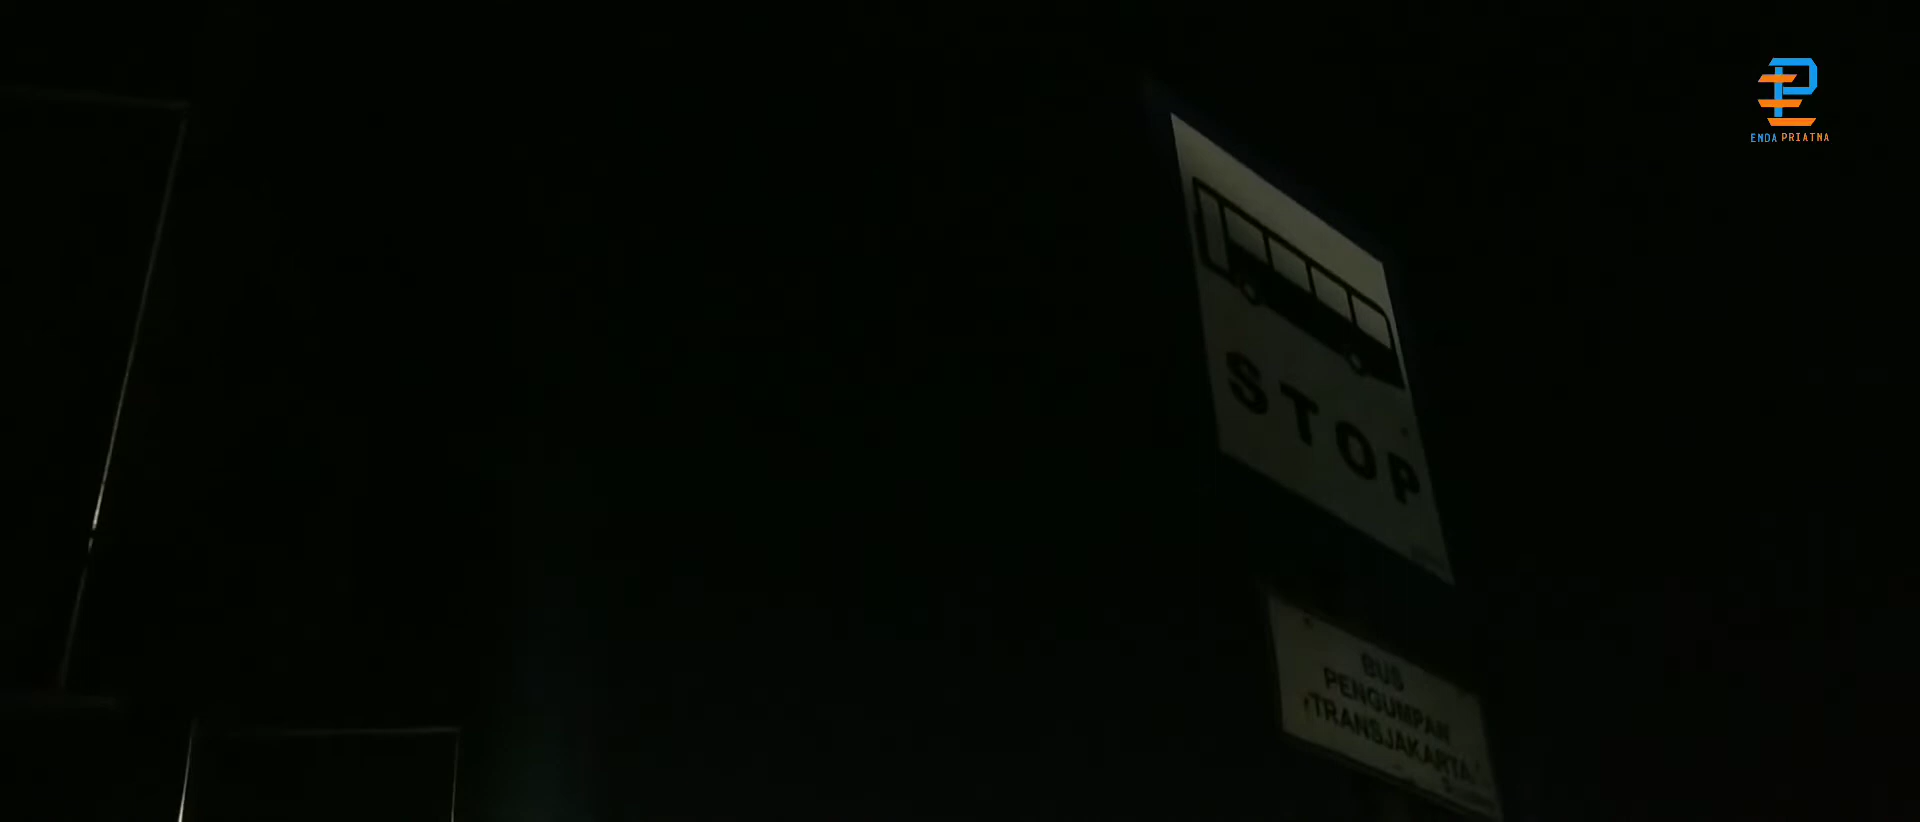 ENDA PRIATNA
STOP
BUS
PENGUMPAN
TRANSJAKARTA